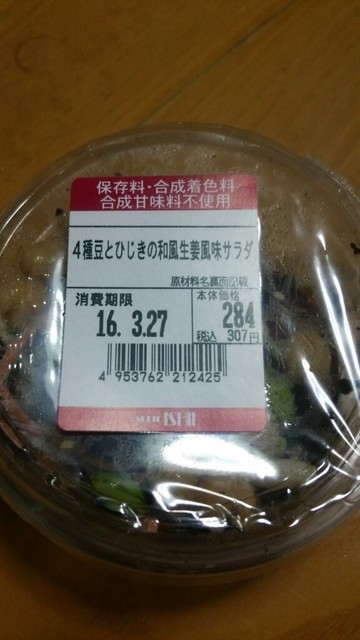 保存料・合成着色料
合成甘味料不使用
4種豆とひじきの和風生姜風味サラダ
原材料名裏面記載
消費期限
本体価格
16. 3.27
284
税込 307円
4 953762 212425
ISHII